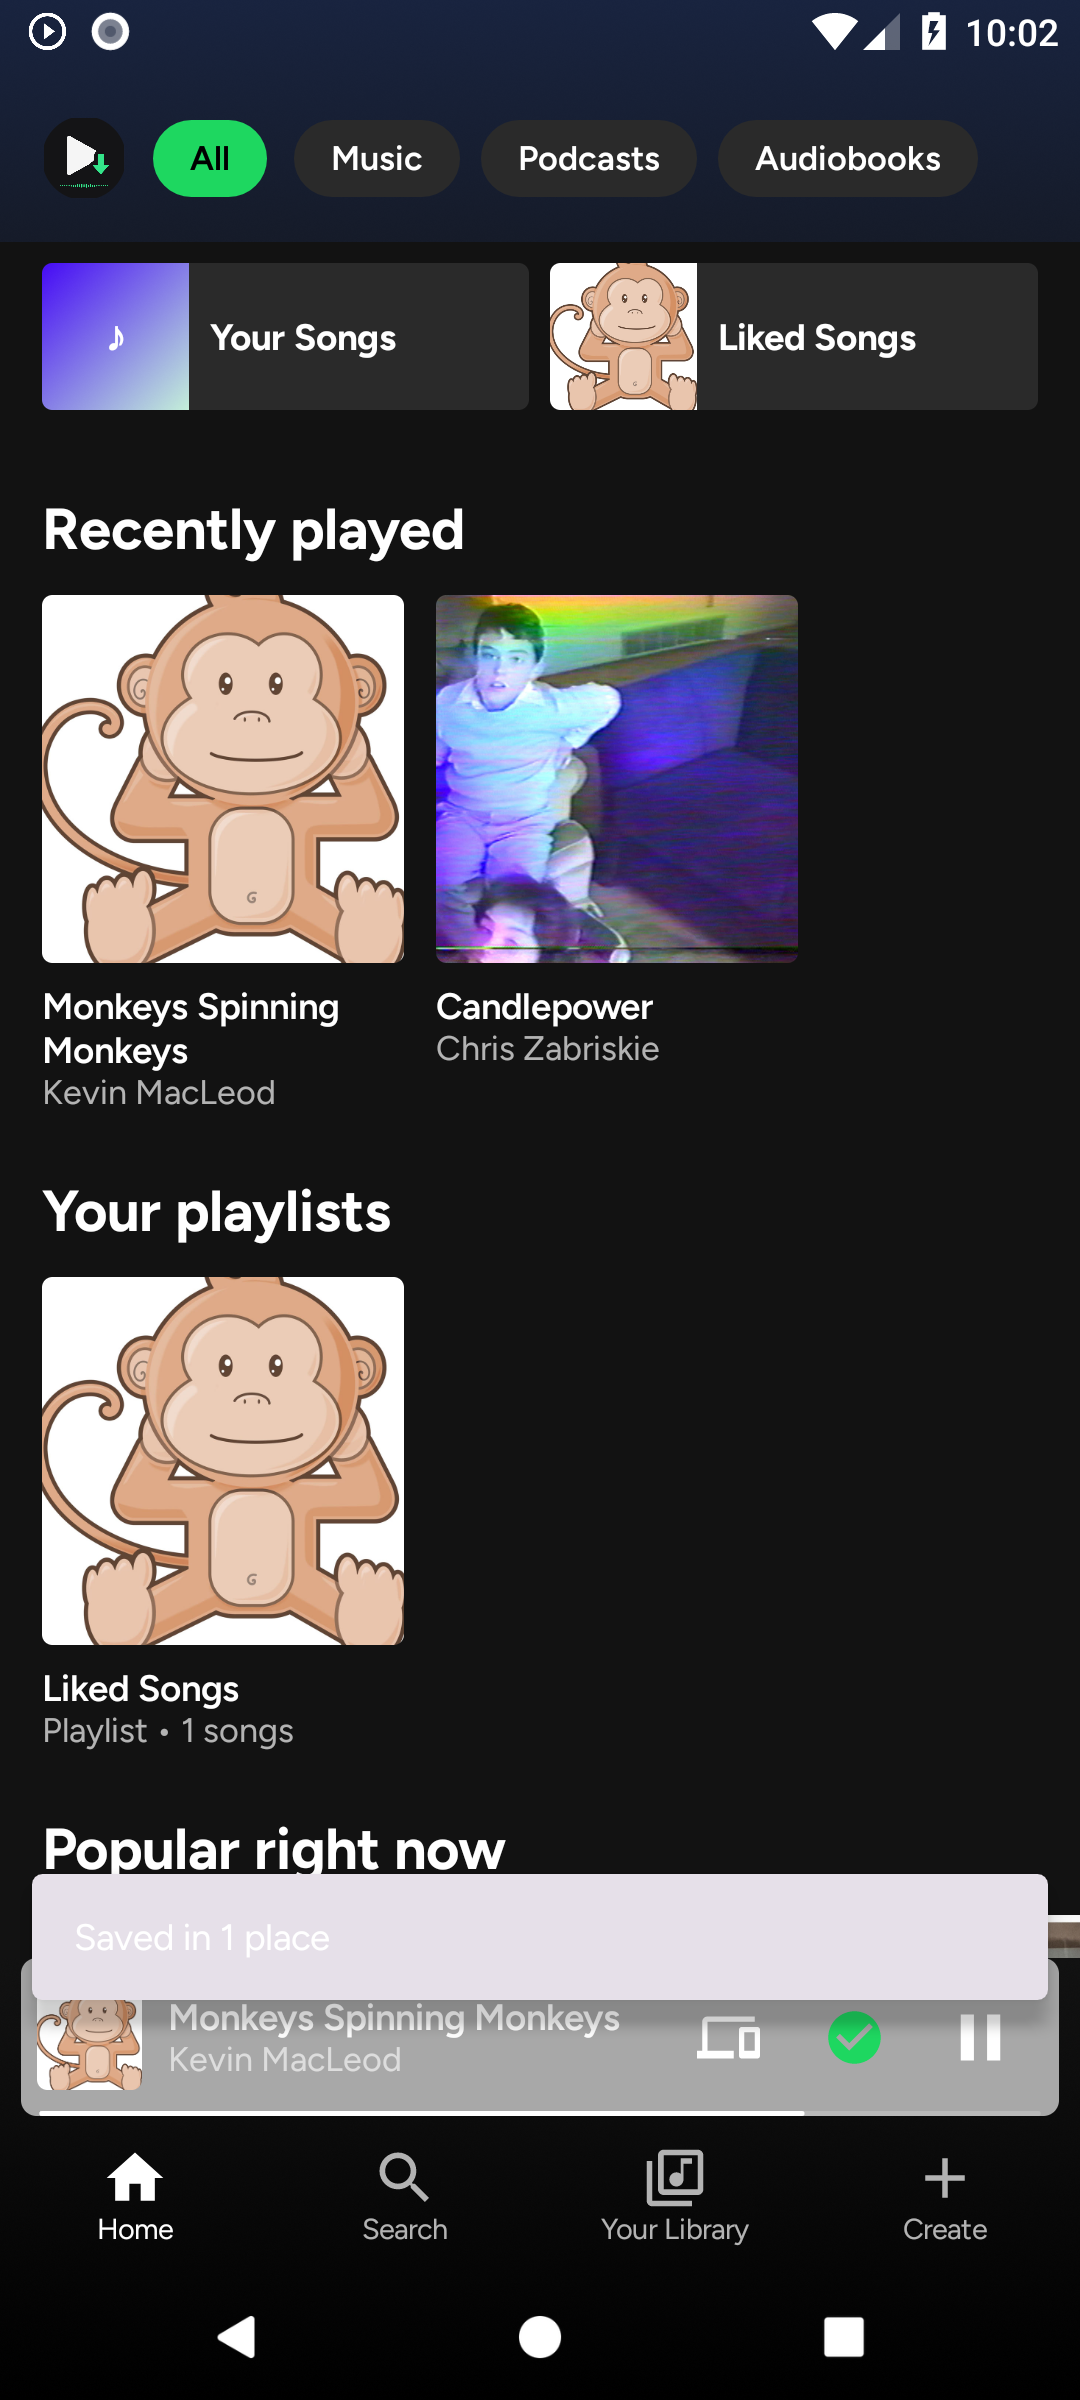 10:02
All
Music
Podcasts
Audiobooks
♪
Your Songs
Liked Songs
Recently played
Monkeys Spinning
Monkeys
Kevin MacLeod
Candlepower
Chris Zabriskie
Your playlists
Liked Songs
Playlist • 1 songs
Popular right now
Saved in 1 place
Monkeys Spinning Monkeys
Kevin MacLeod
Home
Search
Your Library
Create